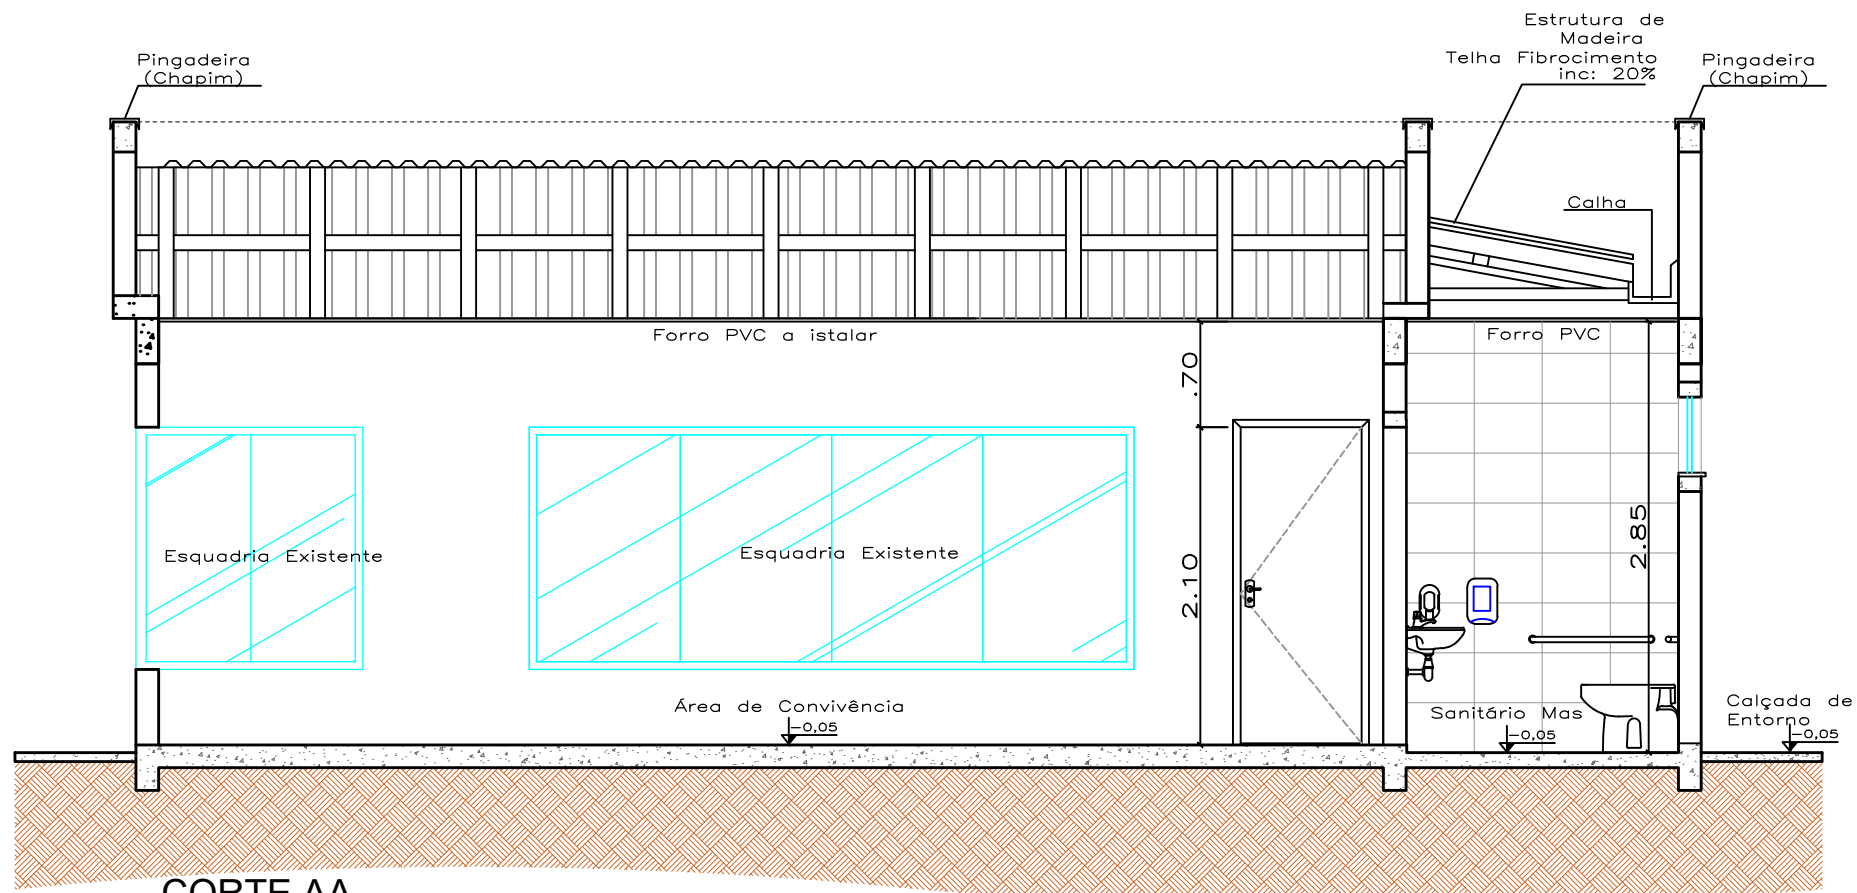 Estrutura de
Madeira
Telha Fibrocimento
inc: 20%
Pingadeira
(Chapim)
Pingadeira
(Chapim)
Calha
Forro PVC a istalar
Forro PVC
.70
Esquadria Existente
Esquadria Existente
2.10
2.85
Área de Convivência
-0,05
Sanitário Mas
-0,05
Calçada de
Entorno
-0,05
CORTE AA